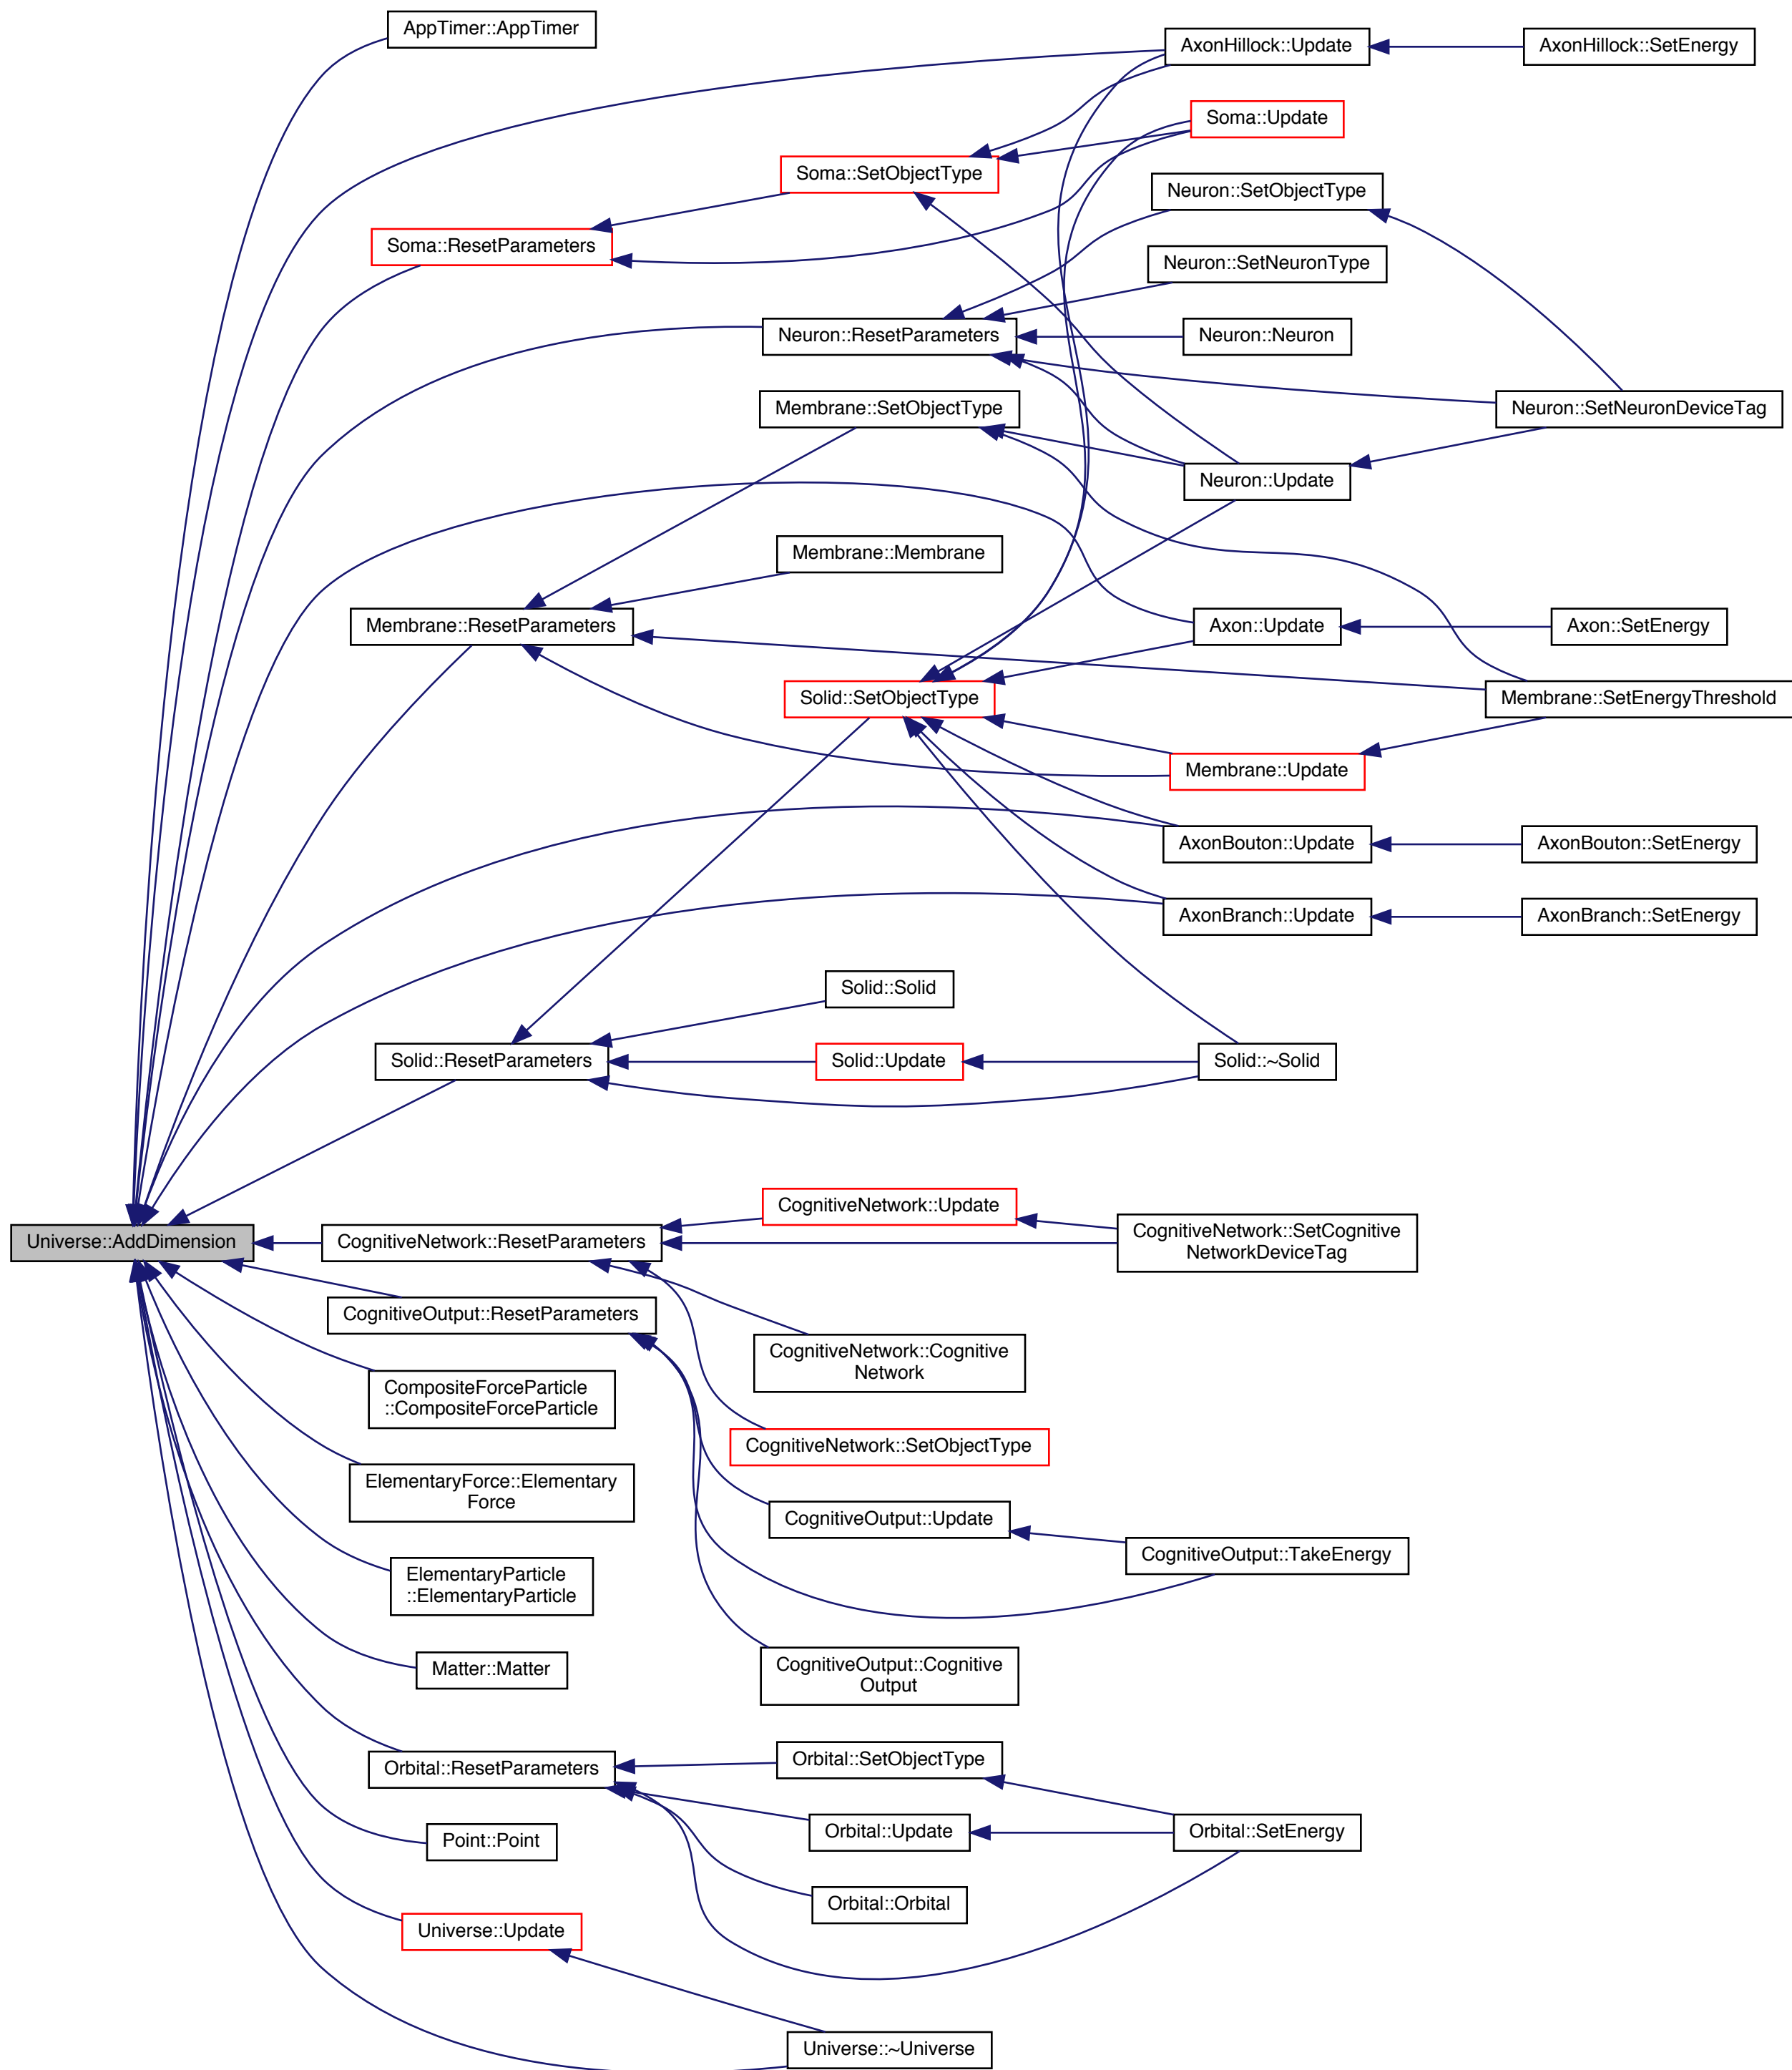 AppTimer::AppTimer
AxonHillock::Update
AxonHillock::SetEnergy
Soma::Update
Soma::SetObjectType
Neuron::SetObjectType
Soma::ResetParameters
Neuron::SetNeuronType
Neuron::ResetParameters
Neuron::Neuron
Membrane::SetObjectType
Neuron::SetNeuronDeviceTag
Neuron::Update
Membrane::Membrane
Membrane::ResetParameters
Axon::Update
Axon::SetEnergy
Solid::SetObjectType
Membrane::SetEnergyThreshold
Membrane::Update
AxonBouton::Update
AxonBouton::SetEnergy
AxonBranch::Update
AxonBranch::SetEnergy
Solid::Solid
Solid::ResetParameters
Solid::Update
Solid::~Solid
CognitiveNetwork::Update
Universe::AddDimension
CognitiveNetwork::ResetParameters
CognitiveNetwork::SetCognitive
NetworkDeviceTag
CognitiveOutput::ResetParameters
CognitiveNetwork::Cognitive
Network
CompositeForceParticle
::CompositeForceParticle
CognitiveNetwork::SetObjectType
ElementaryForce::Elementary
Force
CognitiveOutput::Update
CognitiveOutput::TakeEnergy
ElementaryParticle
::ElementaryParticle
Matter::Matter
CognitiveOutput::Cognitive
Output
Orbital::ResetParameters
Orbital::SetObjectType
Point::Point
Orbital::Update
Orbital::SetEnergy
Orbital::Orbital
Universe::Update
Universe::~Universe